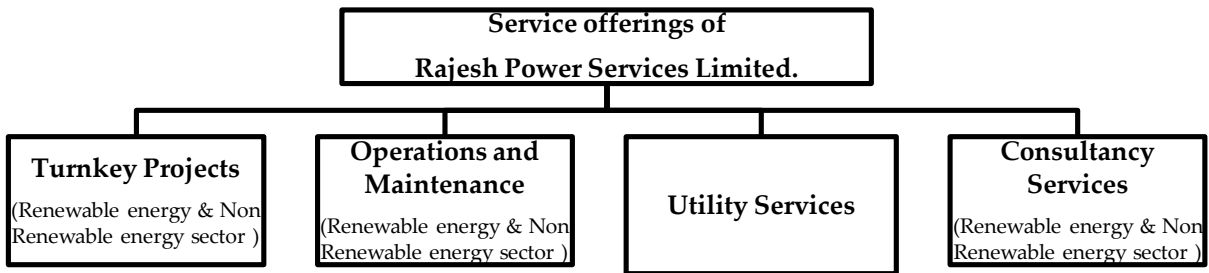 Service offerings of
Rajesh Power Services Limited.
Turnkey Projects
(Renewable energy & Non
Renewable energy sector )
Operations and
Maintenance
(Renewable energy & Non
Renewable energy sector )
Utility Services
Consultancy
Services
(Renewable energy & Non
Renewable energy sector )